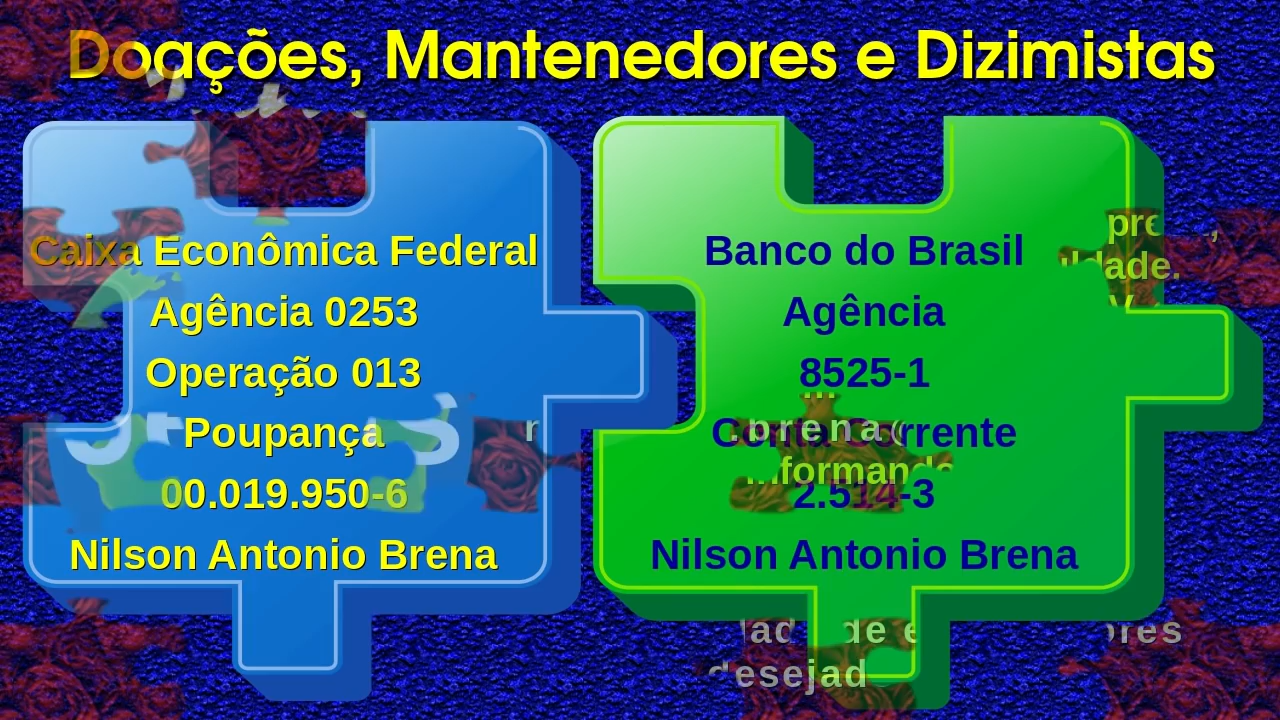 Doações, Mantenedores e Dizimistas
Caixa Econômica Federal
Agência 0253
Operação 013
Poupança
00.019.950-6
Nilson Antonio Brena
Banco do Brasil
Agência
8525-1
Conta Corrente
2.514-3
Nilson Antonio Brena